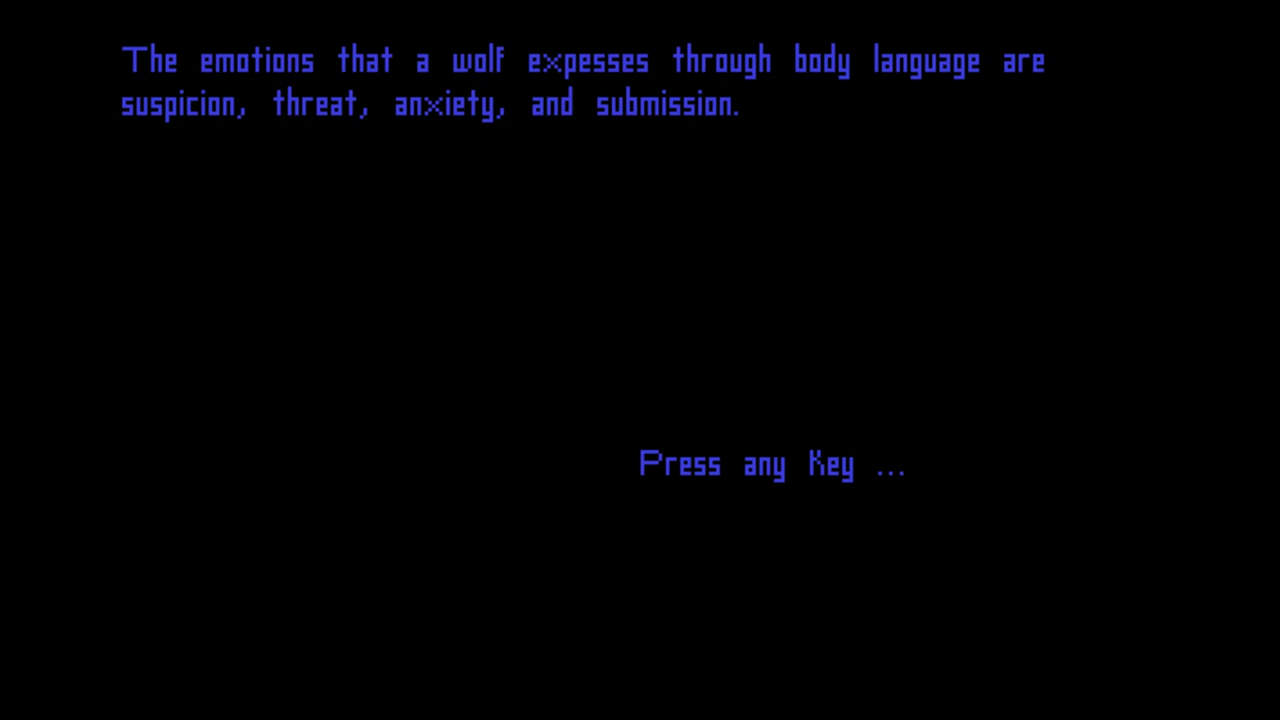 The emotions that a wolf expesses through body language are
suspicion, threat, anxiety, and submission.
Press any Key ...